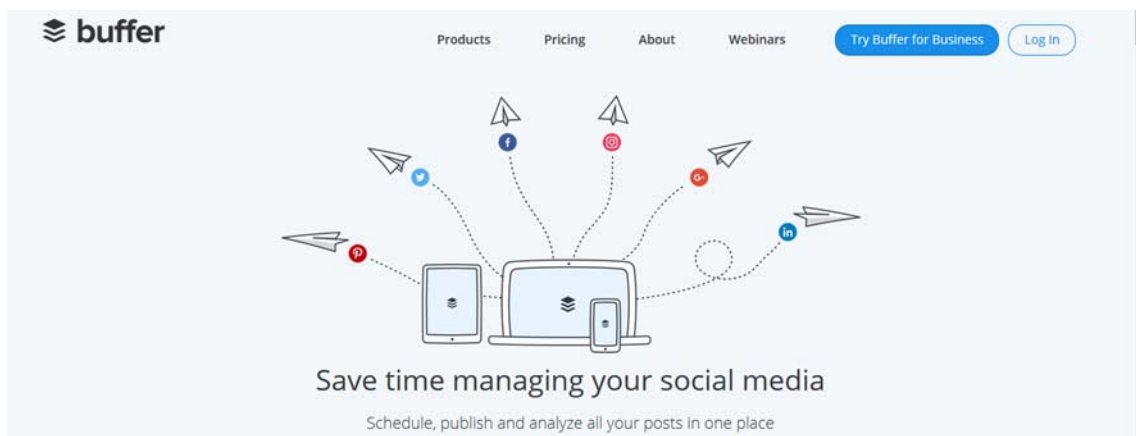 buffer
Products Pricing About Webinars Try Buffer for Business Log In
Save time managing your social media
Schedule, publish and analyze all your posts in one place